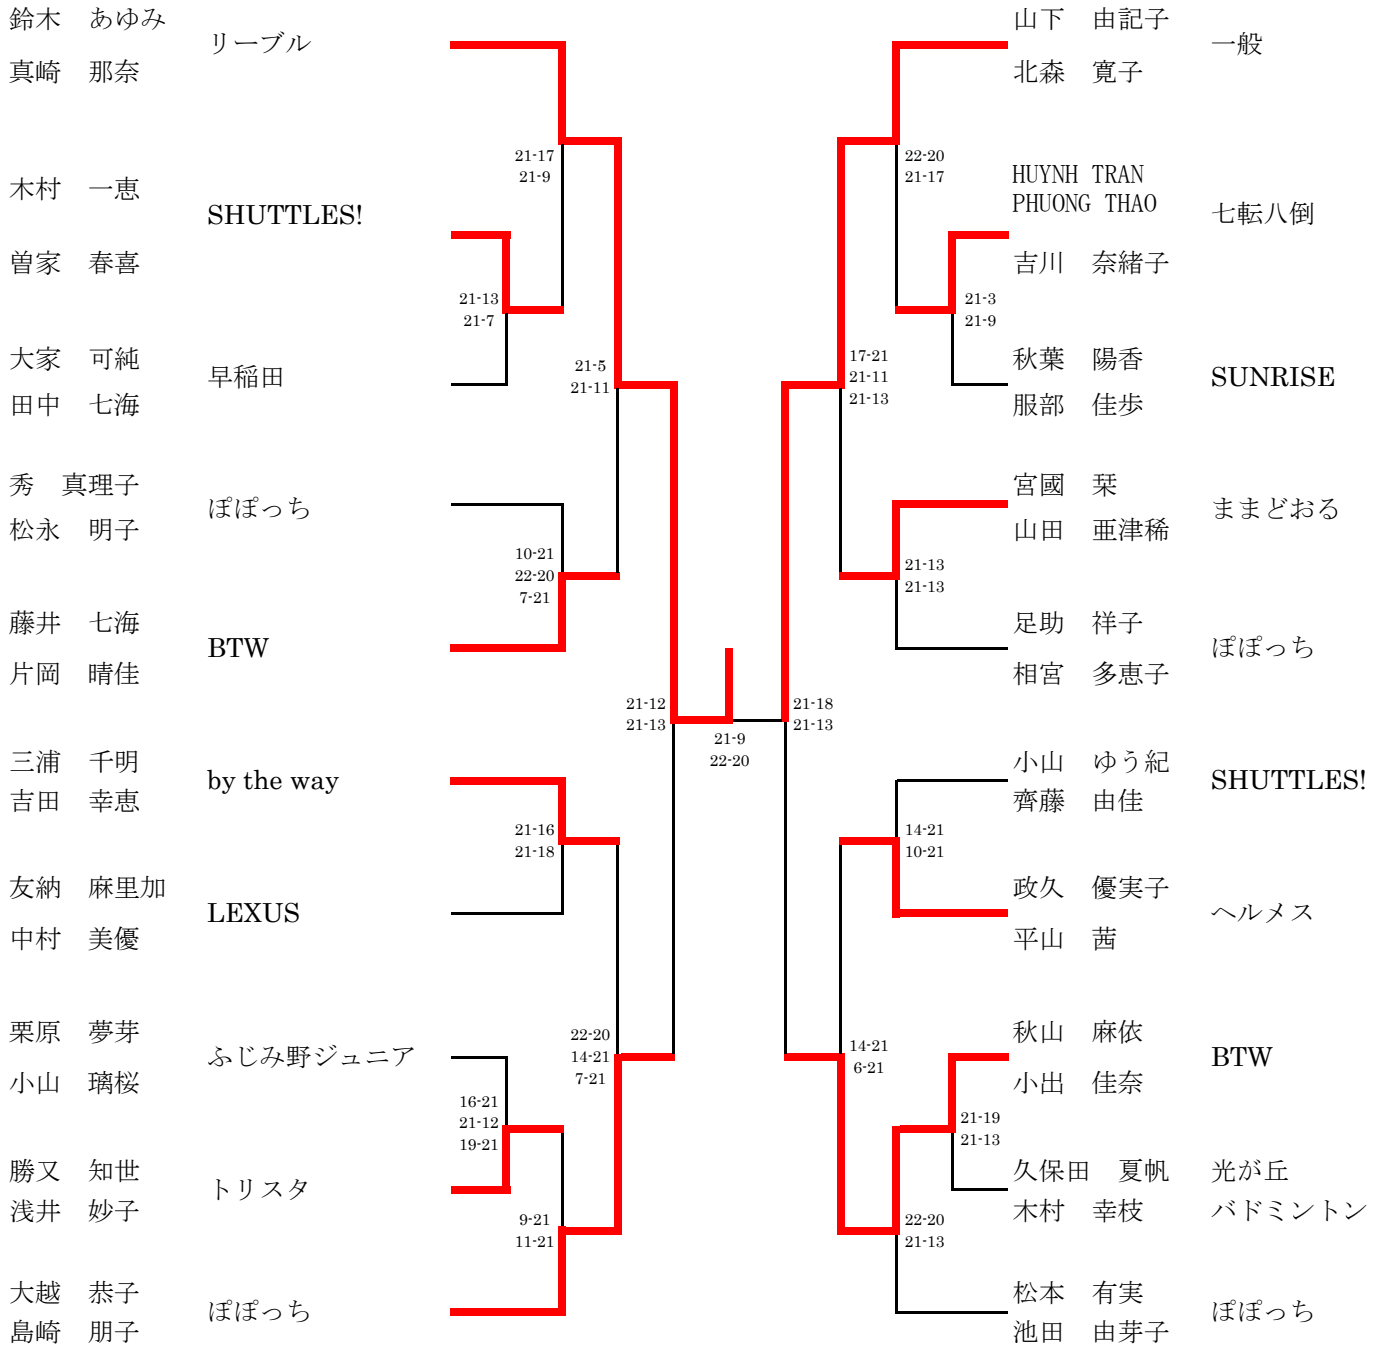 鈴木　あゆみ
リーブル
真崎　那奈
21-17
21-9
木村　一恵
SHUTTLES!
曽家　春喜
21-13
21-7
大家　可純
早稲田
田中　七海
21-5
21-11
秀　真理子
ぽぽっち
松永　明子
10-21
22-20
7-21
藤井　七海
BTW
片岡　晴佳
21-12
21-13
三浦　千明
by the way
吉田　幸恵
21-16
21-18
友納　麻里加
LEXUS
中村　美優
22-20
14-21
7-21
栗原　夢芽
ふじみ野ジュニア
小山　璃桜
16-21
21-12
19-21
勝又　知世
トリスタ
浅井　妙子
9-21
11-21
大越　恭子
ぽぽっち
島崎　朋子
21-9
22-20
山下　由記子
一般
北森　寛子
22-20
21-17
HUYNH TRAN
PHUONG THAO
七転八倒
吉川　奈緒子
21-3
21-9
秋葉　陽香
SUNRISE
服部　佳歩
17-21
21-11
21-13
宮國　栞
ままどおる
山田　亜津稀
21-13
21-13
足助　祥子
ぽぽっち
相宮　多恵子
21-18
21-13
小山　ゆう紀
SHUTTLES!
齊藤　由佳
14-21
10-21
政久　優実子
ヘルメス
平山　茜
14-21
6-21
秋山　麻依
BTW
小出　佳奈
21-19
21-13
久保田　夏帆
光が丘
木村　幸枝
バドミントン
22-20
21-13
松本　有実
ぽぽっち
池田　由芽子